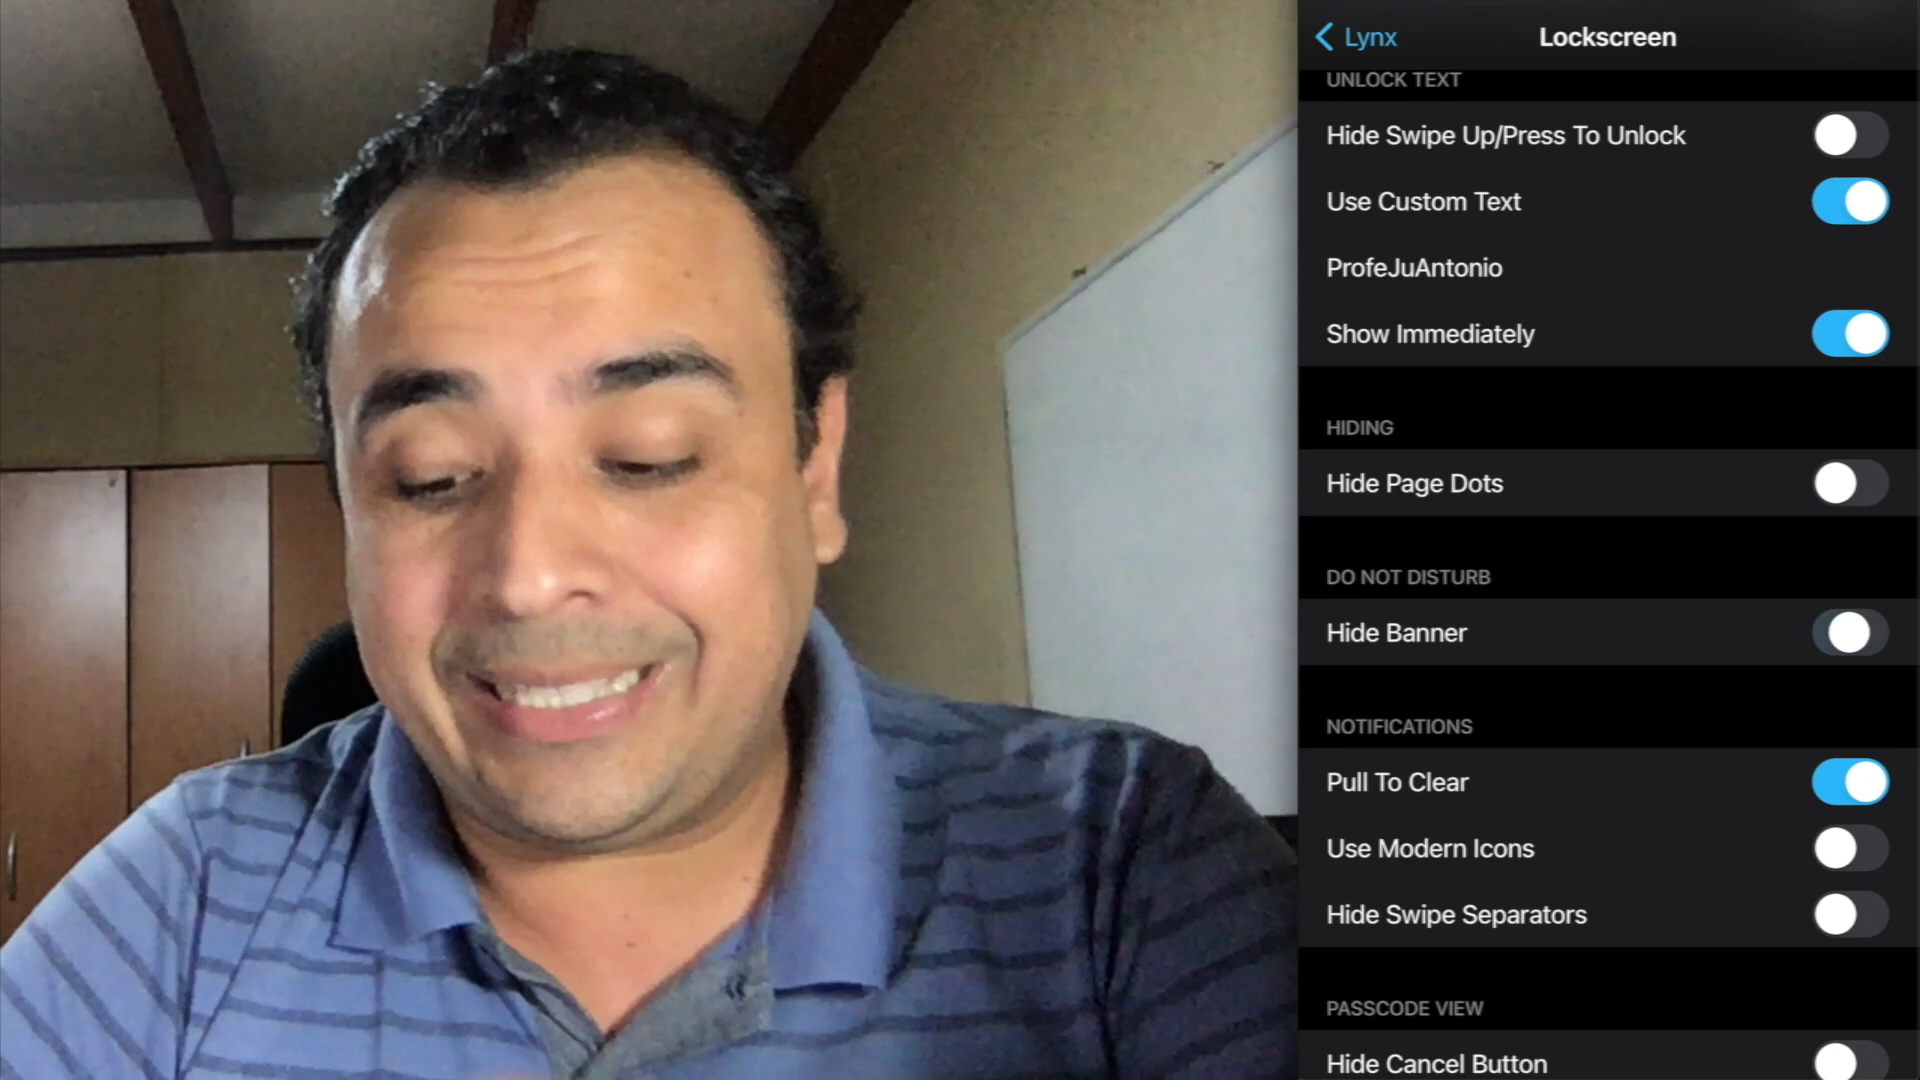 Lynx
Lockscreen
UNLOCK TEXT
Hide Swipe Up/Press To Unlock
Use Custom Text
ProfeJuAntonio
Show Immediately
HIDING
Hide Page Dots
DO NOT DISTURB
Hide Banner
NOTIFICATIONS
Pull To Clear
Use Modern Icons
Hide Swipe Separators
PASSCODE VIEW
Hide Cancel Button